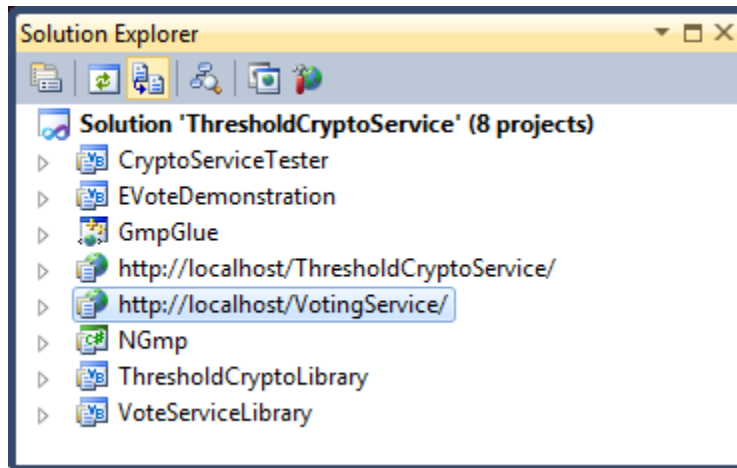 Solution Explorer
Solution 'ThresholdCryptoService' (8 projects)
CryptoServiceTester
EVoteDemonstration
GmpGlue
http://localhost/ThresholdCryptoService/
http://localhost/VotingService/
NGmp
ThresholdCryptoLibrary
VoteServiceLibrary